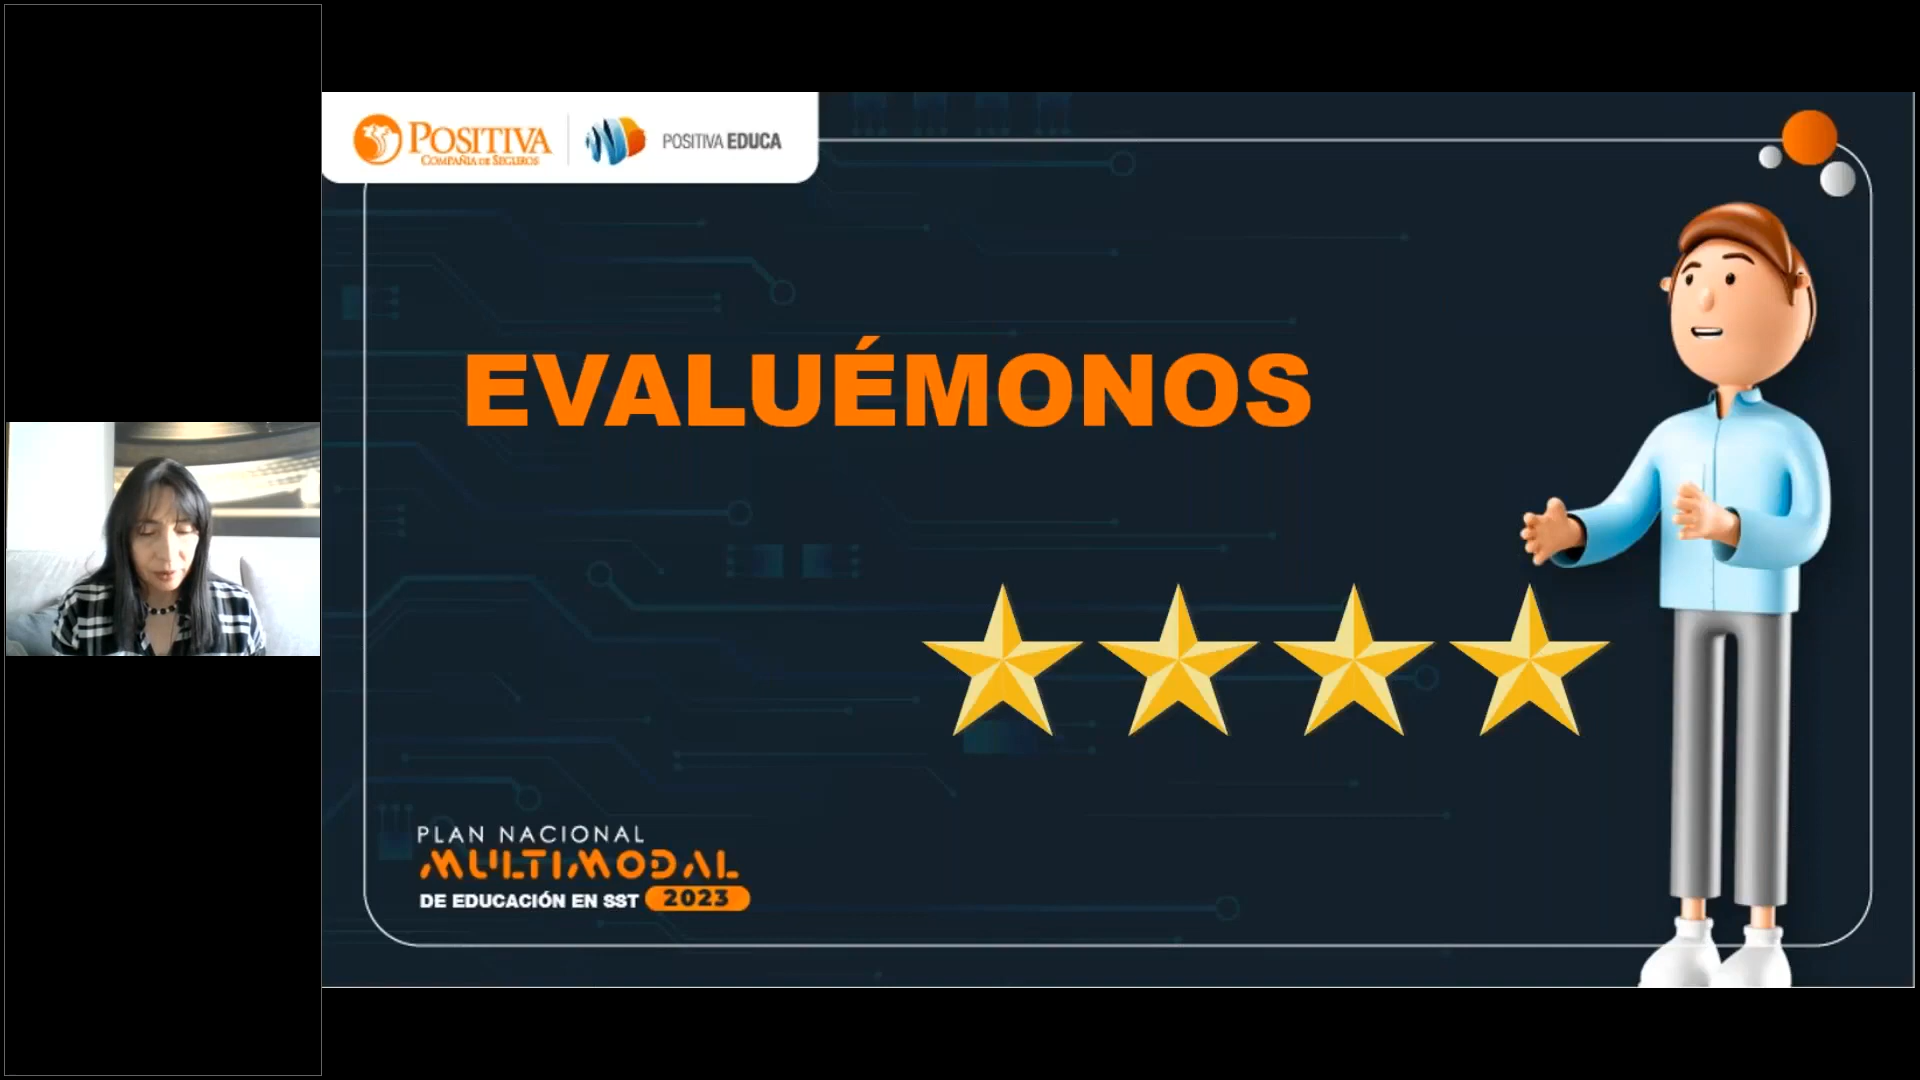 POSITIVA
COMPAÑÍA DE SEGUROS
POSITIVA EDUCA
EVALUÉMONOS
PLAN NACIONAL
MULTIMODAL
DE EDUCACIÓN EN SST 2023